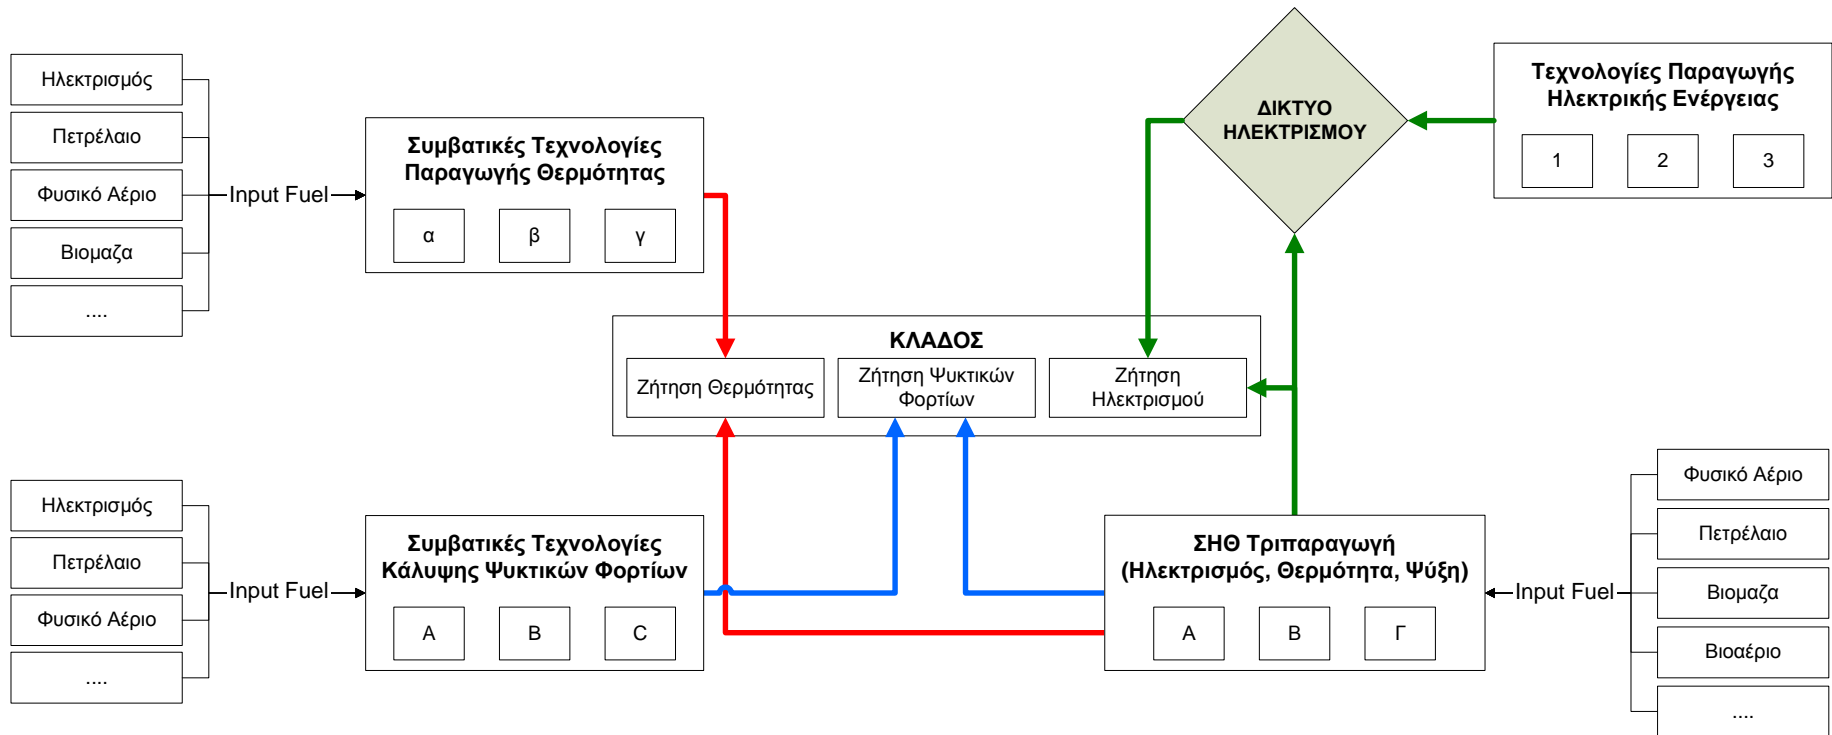 Ηλεκτρισμός
Πετρέλαιο
Φυσικό Αέριο
Βιομαζα
....
Input Fuel
Συμβατικές Τεχνολογίες
Παραγωγής Θερμότητας
α
β
γ
ΔΙΚΤΥΟ
ΗΛΕΚΤΡΙΣΜΟΥ
Τεχνολογίες Παραγωγής
Ηλεκτρικής Ενέργειας
1
2
3
ΚΛΑΔΟΣ
Ζήτηση Θερμότητας
Ζήτηση Ψυκτικών
Φορτίων
Ζήτηση
Ηλεκτρισμού
Ηλεκτρισμός
Πετρέλαιο
Φυσικό Αέριο
....
Input Fuel
Συμβατικές Τεχνολογίες
Κάλυψης Ψυκτικών Φορτίων
A
B
C
ΣΗΘ Τριπαραγωγή
(Ηλεκτρισμός, Θερμότητα, Ψύξη)
Α
Β
Γ
Input Fuel
Φυσικό Αέριο
Πετρέλαιο
Βιομαζα
Βιοαέριο
....